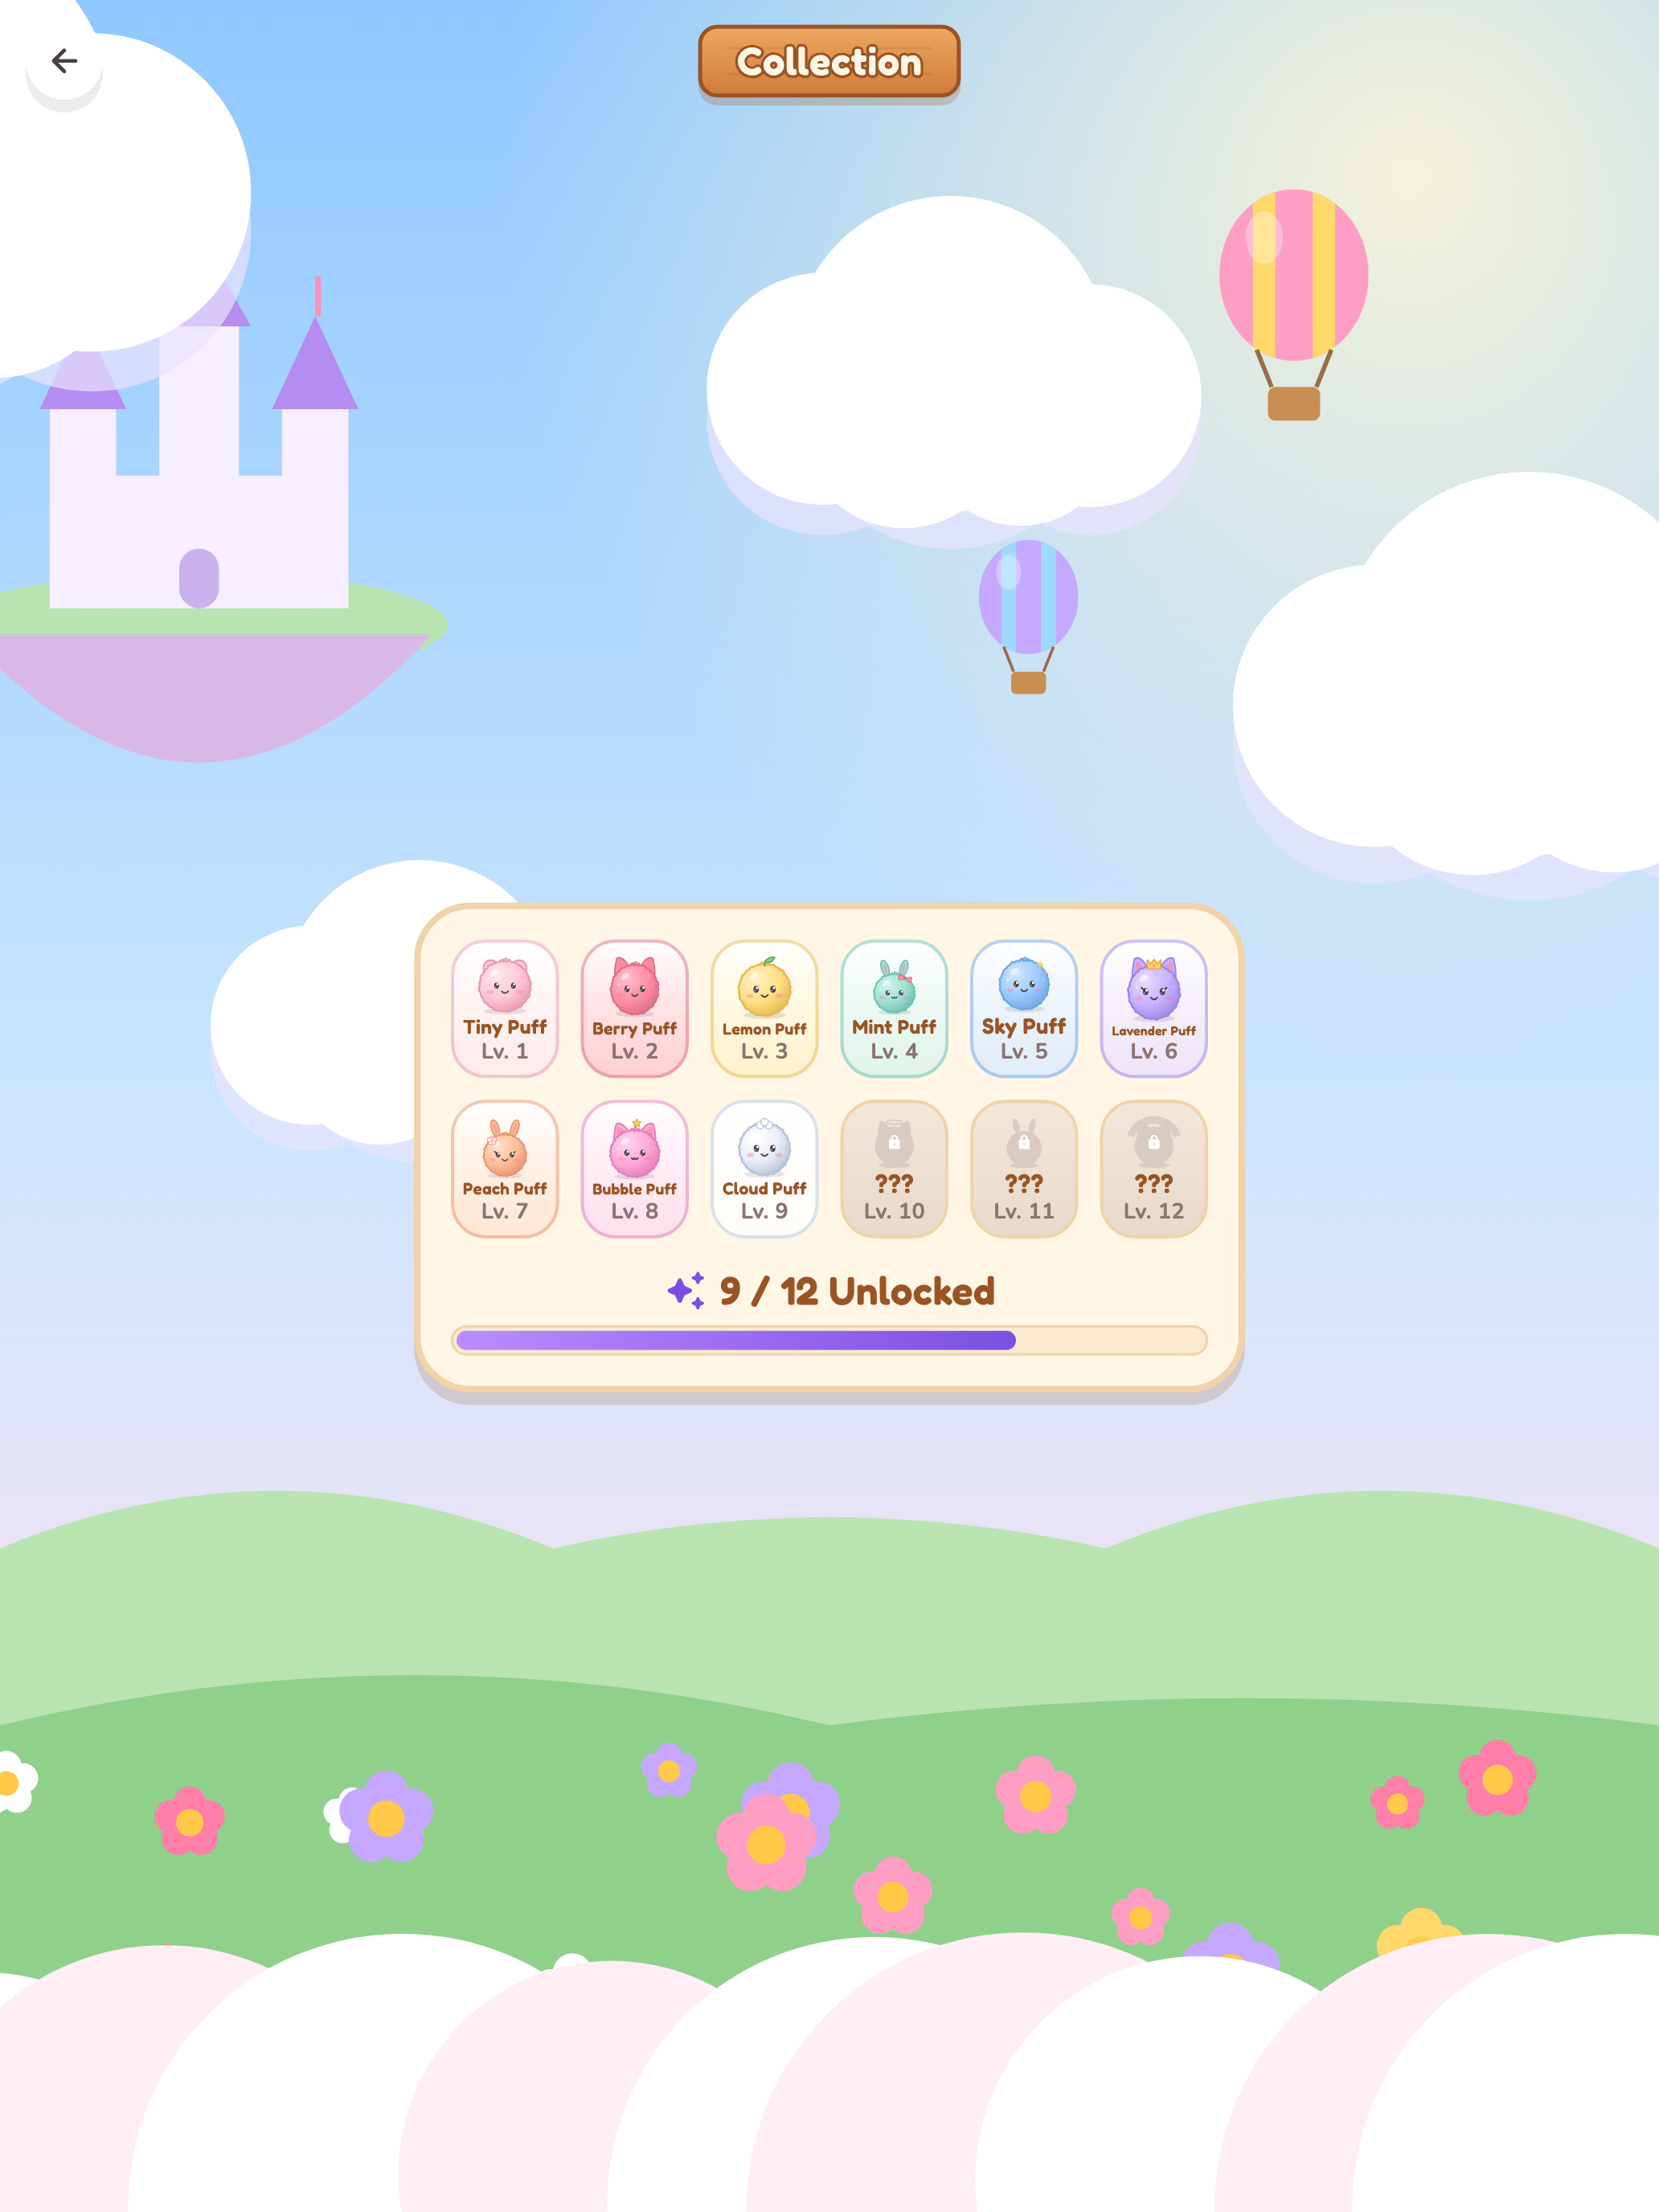 Collection
Tiny Puff
Lv. 1
Berry Puff
Lv. 2
Lemon Puff
Lv. 3
Mint Puff
Lv. 4
Sky Puff
Lv. 5
Lavender Puff
Lv. 6
Peach Puff
Lv. 7
Bubble Puff
Lv. 8
Cloud Puff
Lv. 9
???
Lv. 10
???
Lv. 11
???
Lv. 12
9 / 12 Unlocked